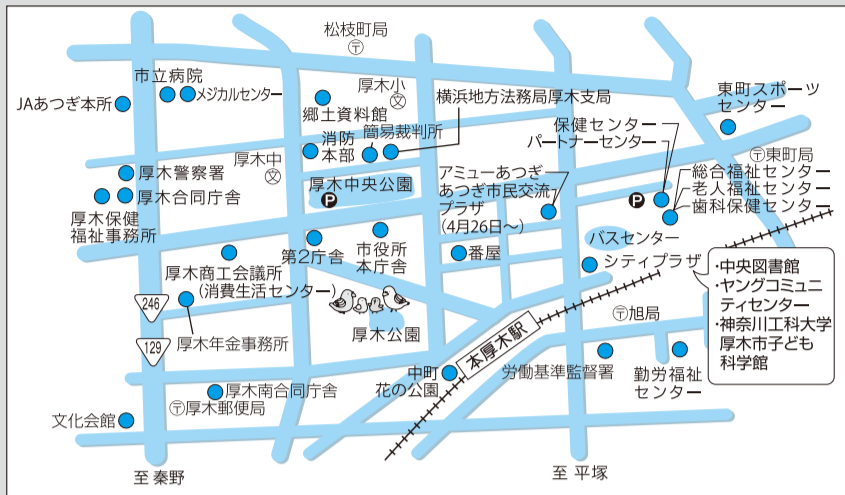 松枝町局
〒
市立病院
メジカルセンター
JAあつぎ本所
厚木小
文
郷土資料館
横浜地方法務局厚木支局
東町スポーツ
センター
消防
本部
簡易裁判所
保健センター
パートナーセンター
厚木中
文
〒東町局
厚木警察署
厚木合同庁舎
厚木保健
福祉事務所
厚木中央公園
P
アミューあつぎ
あつぎ市民交流
プラザ
(4月26日～)
P
総合福祉センター
老人福祉センター
歯科保健センター
第2庁舎
市役所
本庁舎
番屋
バスセンター
シティプラザ
厚木商工会議所
(消費生活センター)
・中央図書館
・ヤングコミュニ
ティセンター
・神奈川工科大学
厚木市子ども
科学館
246
129
厚木年金事務所
厚木公園
本厚木駅
〒旭局
中町
花の公園
労働基準監督署
勤労福祉
センター
厚木南合同庁舎
〒厚木郵便局
文化会館
至 秦野
至 平塚